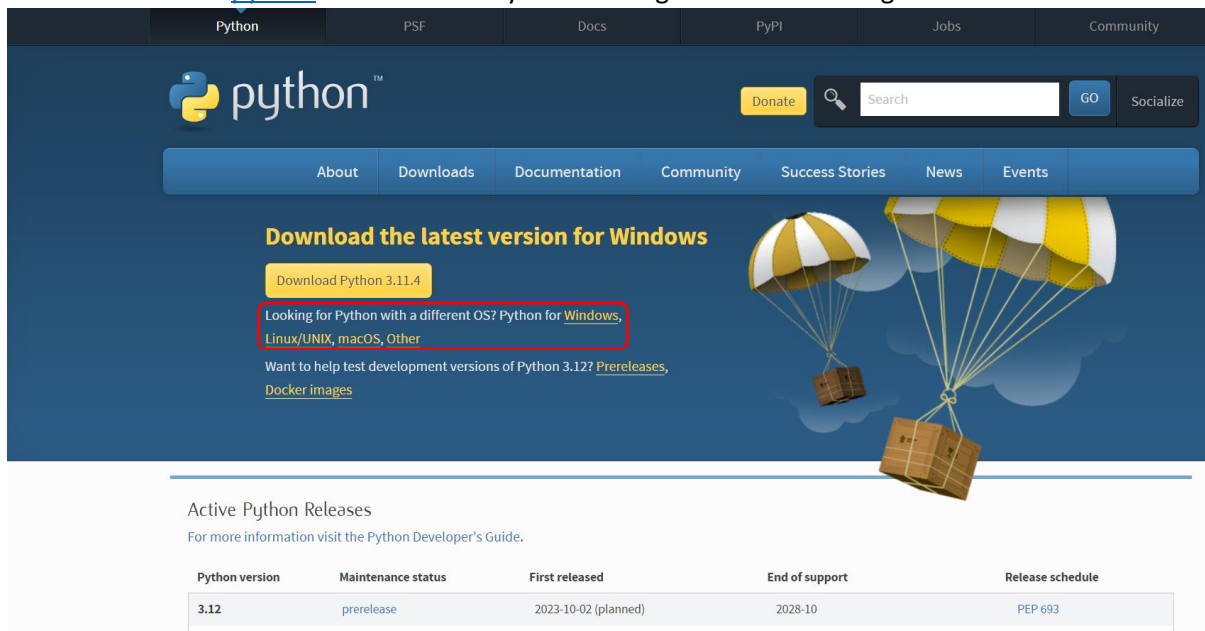 Python PSF Docs PyPI Jobs Community
python™
Donate Search GO Socialize
About Downloads Documentation Community Success Stories News Events
Download the latest version for Windows
Download Python 3.11.4
Looking for Python with a different OS? Python for Windows,
Linux/UNIX, macOS, Other
Want to help test development versions of Python 3.12? Prereleases,
Docker images
Active Python Releases
For more information visit the Python Developer's Guide.
Python version Maintenance status First released End of support Release schedule
3.12 prerelease 2023-10-02 (planned) 2028-10 PEP 693